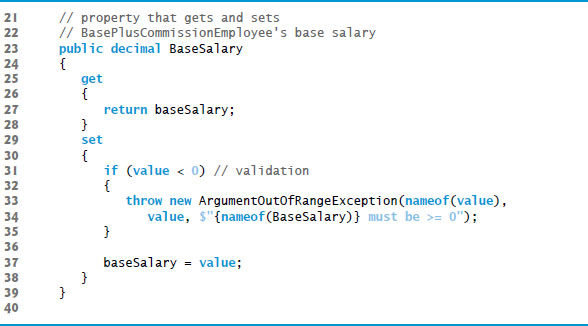 21 // property that gets and sets
22 // BasePlusCommissionEmployee's base salary
23 public decimal BaseSalary
24 {
25 get
26 {
27 return baseSalary;
28 }
29 set
30 {
31 if (value < 0) // validation
32 {
33 throw new ArgumentOutOfRangeException(nameof(value),
34 value, $"{nameof(BaseSalary)} must be >= 0");
35 }
36
37 baseSalary = value;
38 }
39 }
40